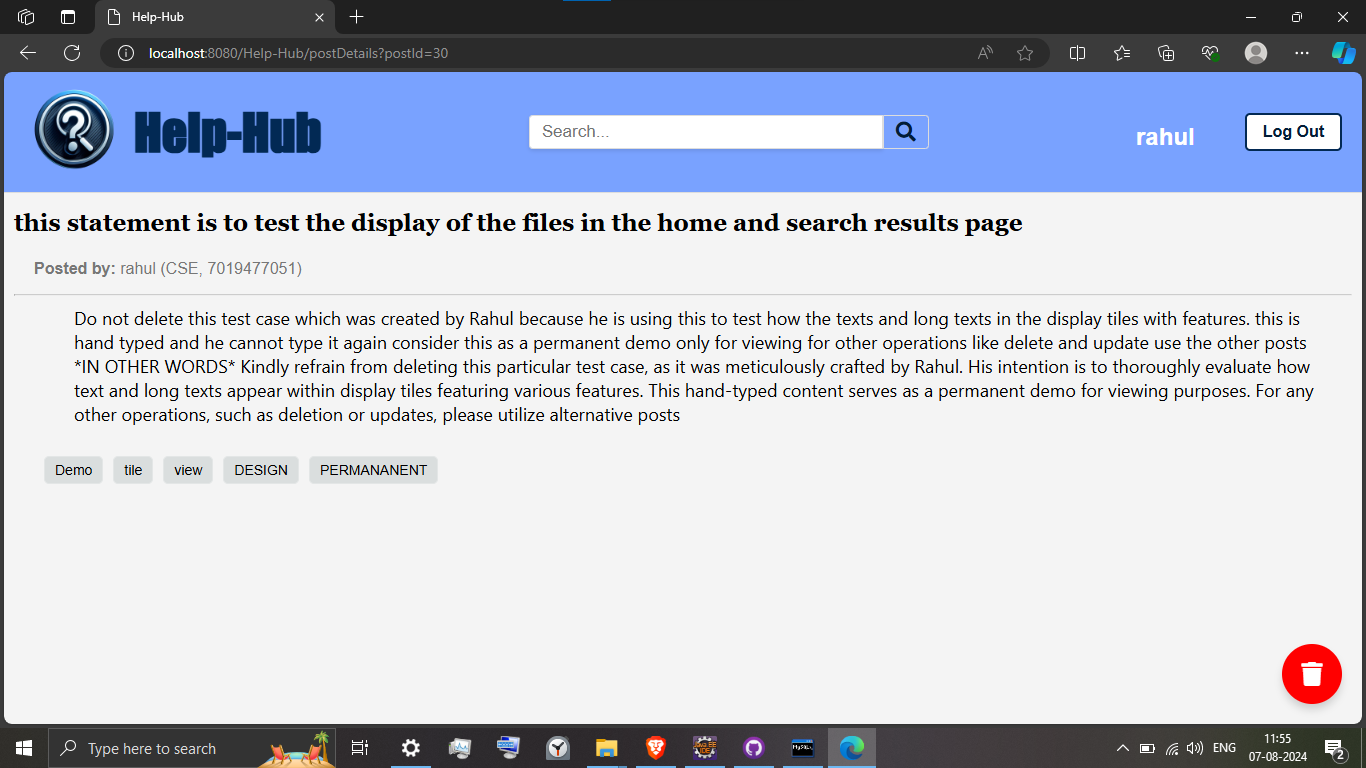 Help-Hub
localhost:8080/Help-Hub/postDetails?postId=30
Help-Hub
Search...
rahul
Log Out
this statement is to test the display of the files in the home and search results page
Posted by: rahul (CSE, 7019477051)
Do not delete this test case which was created by Rahul because he is using this to test how the texts and long texts in the display tiles with features. this is
hand typed and he cannot type it again consider this as a permanent demo only for viewing for other operations like delete and update use the other posts
*IN OTHER WORDS* Kindly refrain from deleting this particular test case, as it was meticulously crafted by Rahul. His intention is to thoroughly evaluate how
text and long texts appear within display tiles featuring various features. This hand-typed content serves as a permanent demo for viewing purposes. For any
other operations, such as deletion or updates, please utilize alternative posts
Demo tile view DESIGN PERMANANENT
Type here to search
ENG
11:55
07-08-2024
2